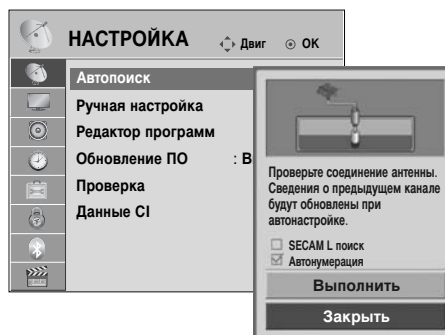 НАСТРОЙКА
Двиг
OK
Автопоиск
Ручная настройка
Редактор программ
Обновление ПО : В
Проверка
Данные CI
Проверьте соединение антенны.
Сведения о предыдущем канале
будут обновлены при
автонастройке.
SECAM L поиск
Автонумерация
Выполнить
Закрыть